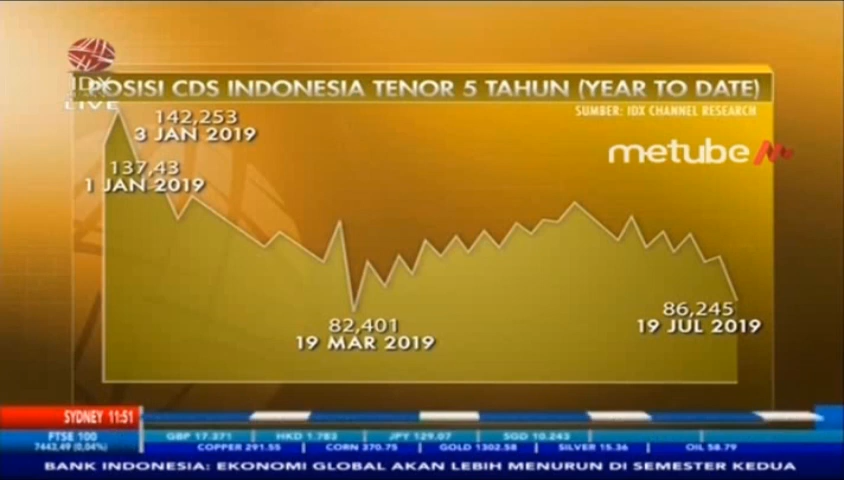 IDX
LIVE
POSISI CDS INDONESIA TENOR 5 TAHUN (YEAR TO DATE)
SUMBER: IDX CHANNEL RESEARCH
metube
142,253
3 JAN 2019
137,43
1 JAN 2019
82,401
19 MAR 2019
86,245
19 JUL 2019
SYDNEY 11:51
FTSE 100
7443,49 (0,04%)
GBP 17.371 HKD 1.783 JPY 129.07 SGD 10.243
COPPER 291.55 CORN 370.75 GOLD 1302.58 SILVER 15.36 OIL 58.79
BANK INDONESIA: EKONOMI GLOBAL AKAN LEBIH MENURUN DI SEMESTER KEDUA